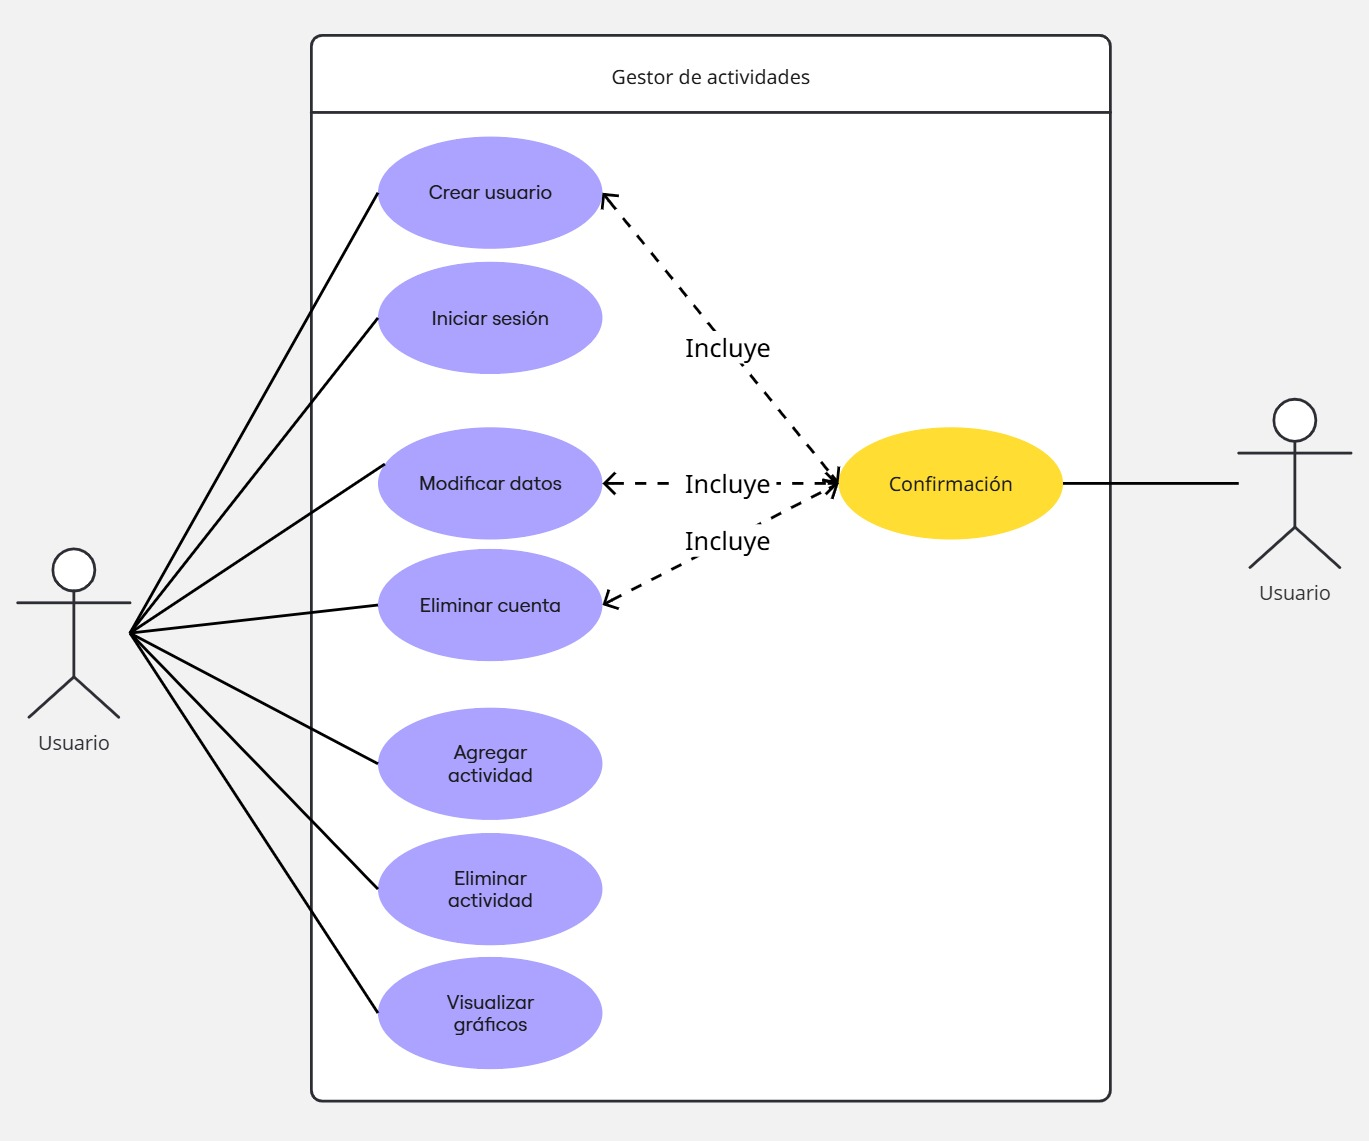 Gestor de actividades
Crear usuario
Iniciar sesión
Incluye
Modificar datos
Incluye
Confirmación
Incluye
Eliminar cuenta
Usuario
Usuario
Agregar
actividad
Eliminar
actividad
Visualizar
gráficos